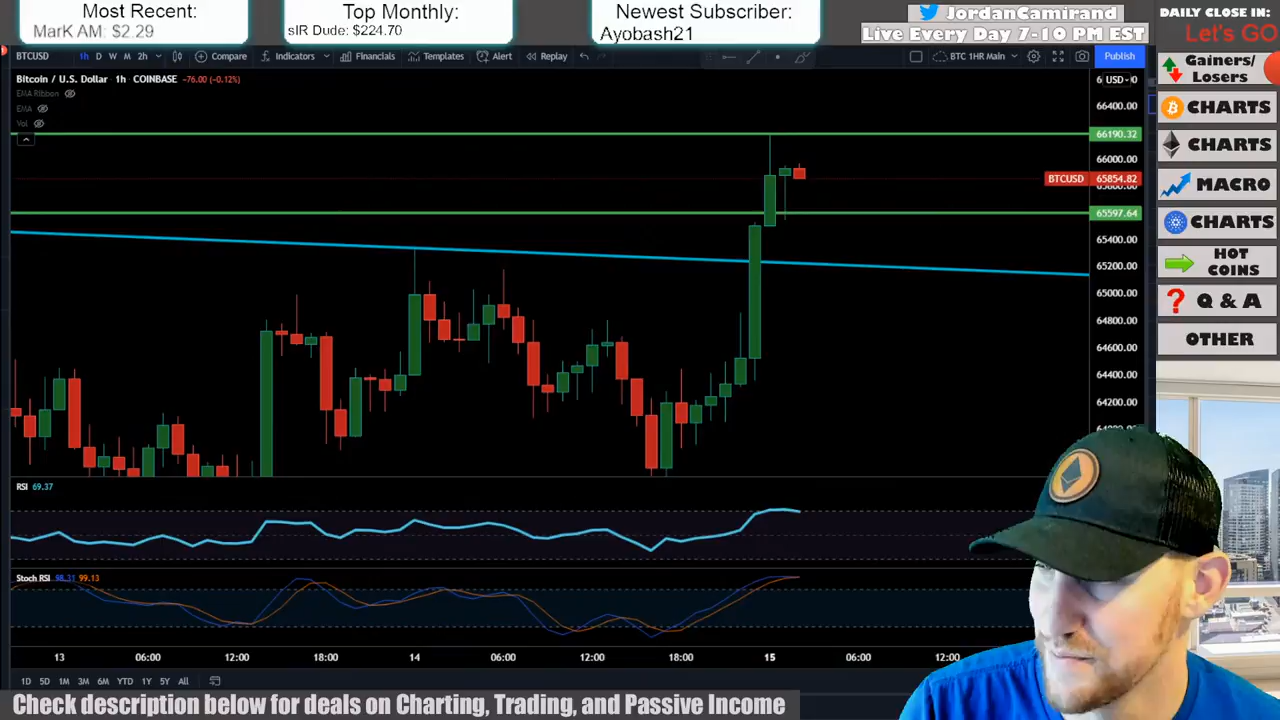 Most Recent:
MarK AM: $2.29
Top Monthly:
sIR Dude: $224.70
Newest Subscriber:
Ayobash21
JordanCamirand
Live Every Day 7-10 PM EST
DAILY CLOSE IN:
Let's GO
BTCUSD
1h D W M 2h
Compare
Indicators
Financials
Templates
Alert
Replay
BTC 1HR Main
Publish
Bitcoin / U.S. Dollar 1h COINBASE -76.00 (-0.12%)
EMA Ribbon
EMA
Vol
USD
66400.00
66190.32
66000.00
BTCUSD 65854.82
65597.64
65400.00
65200.00
65000.00
64800.00
64600.00
64400.00
64200.00
RSI 69.37
Stoch RSI 98.31 99.13
13 06:00 12:00 18:00 14 06:00 12:00 18:00 15 06:00 12:00
1D 5D 1M 3M 6M YTD 1Y 5Y All
Gainers/
Losers
CHARTS
CHARTS
MACRO
CHARTS
HOT
COINS
Q & A
OTHER
Check description below for deals on Charting, Trading, and Passive Income